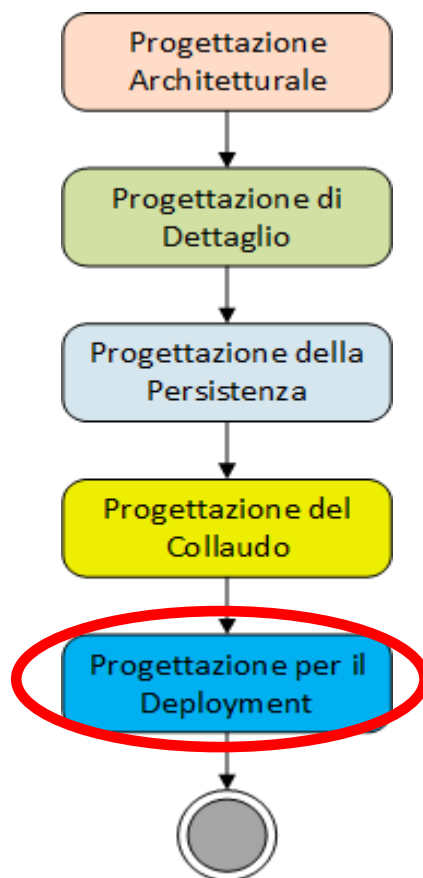 Progettazione
Architetturale
Progettazione di
Dettaglio
Progettazione della
Persistenza
Progettazione del
Collaudo
Progettazione per il
Deployment